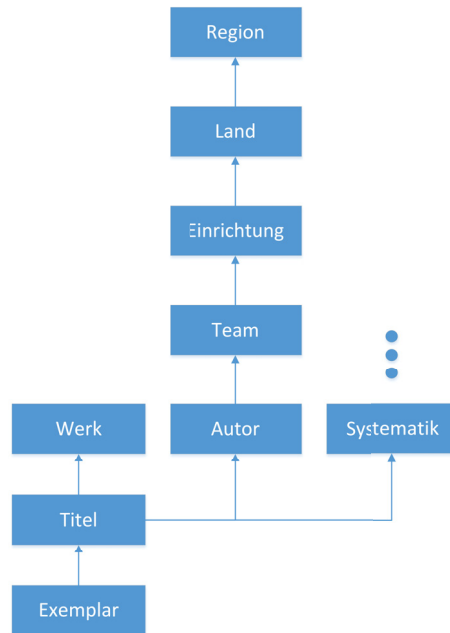 Region
Land
Einrichtung
Team
Werk
Autor
Systematik
Titel
Exemplar